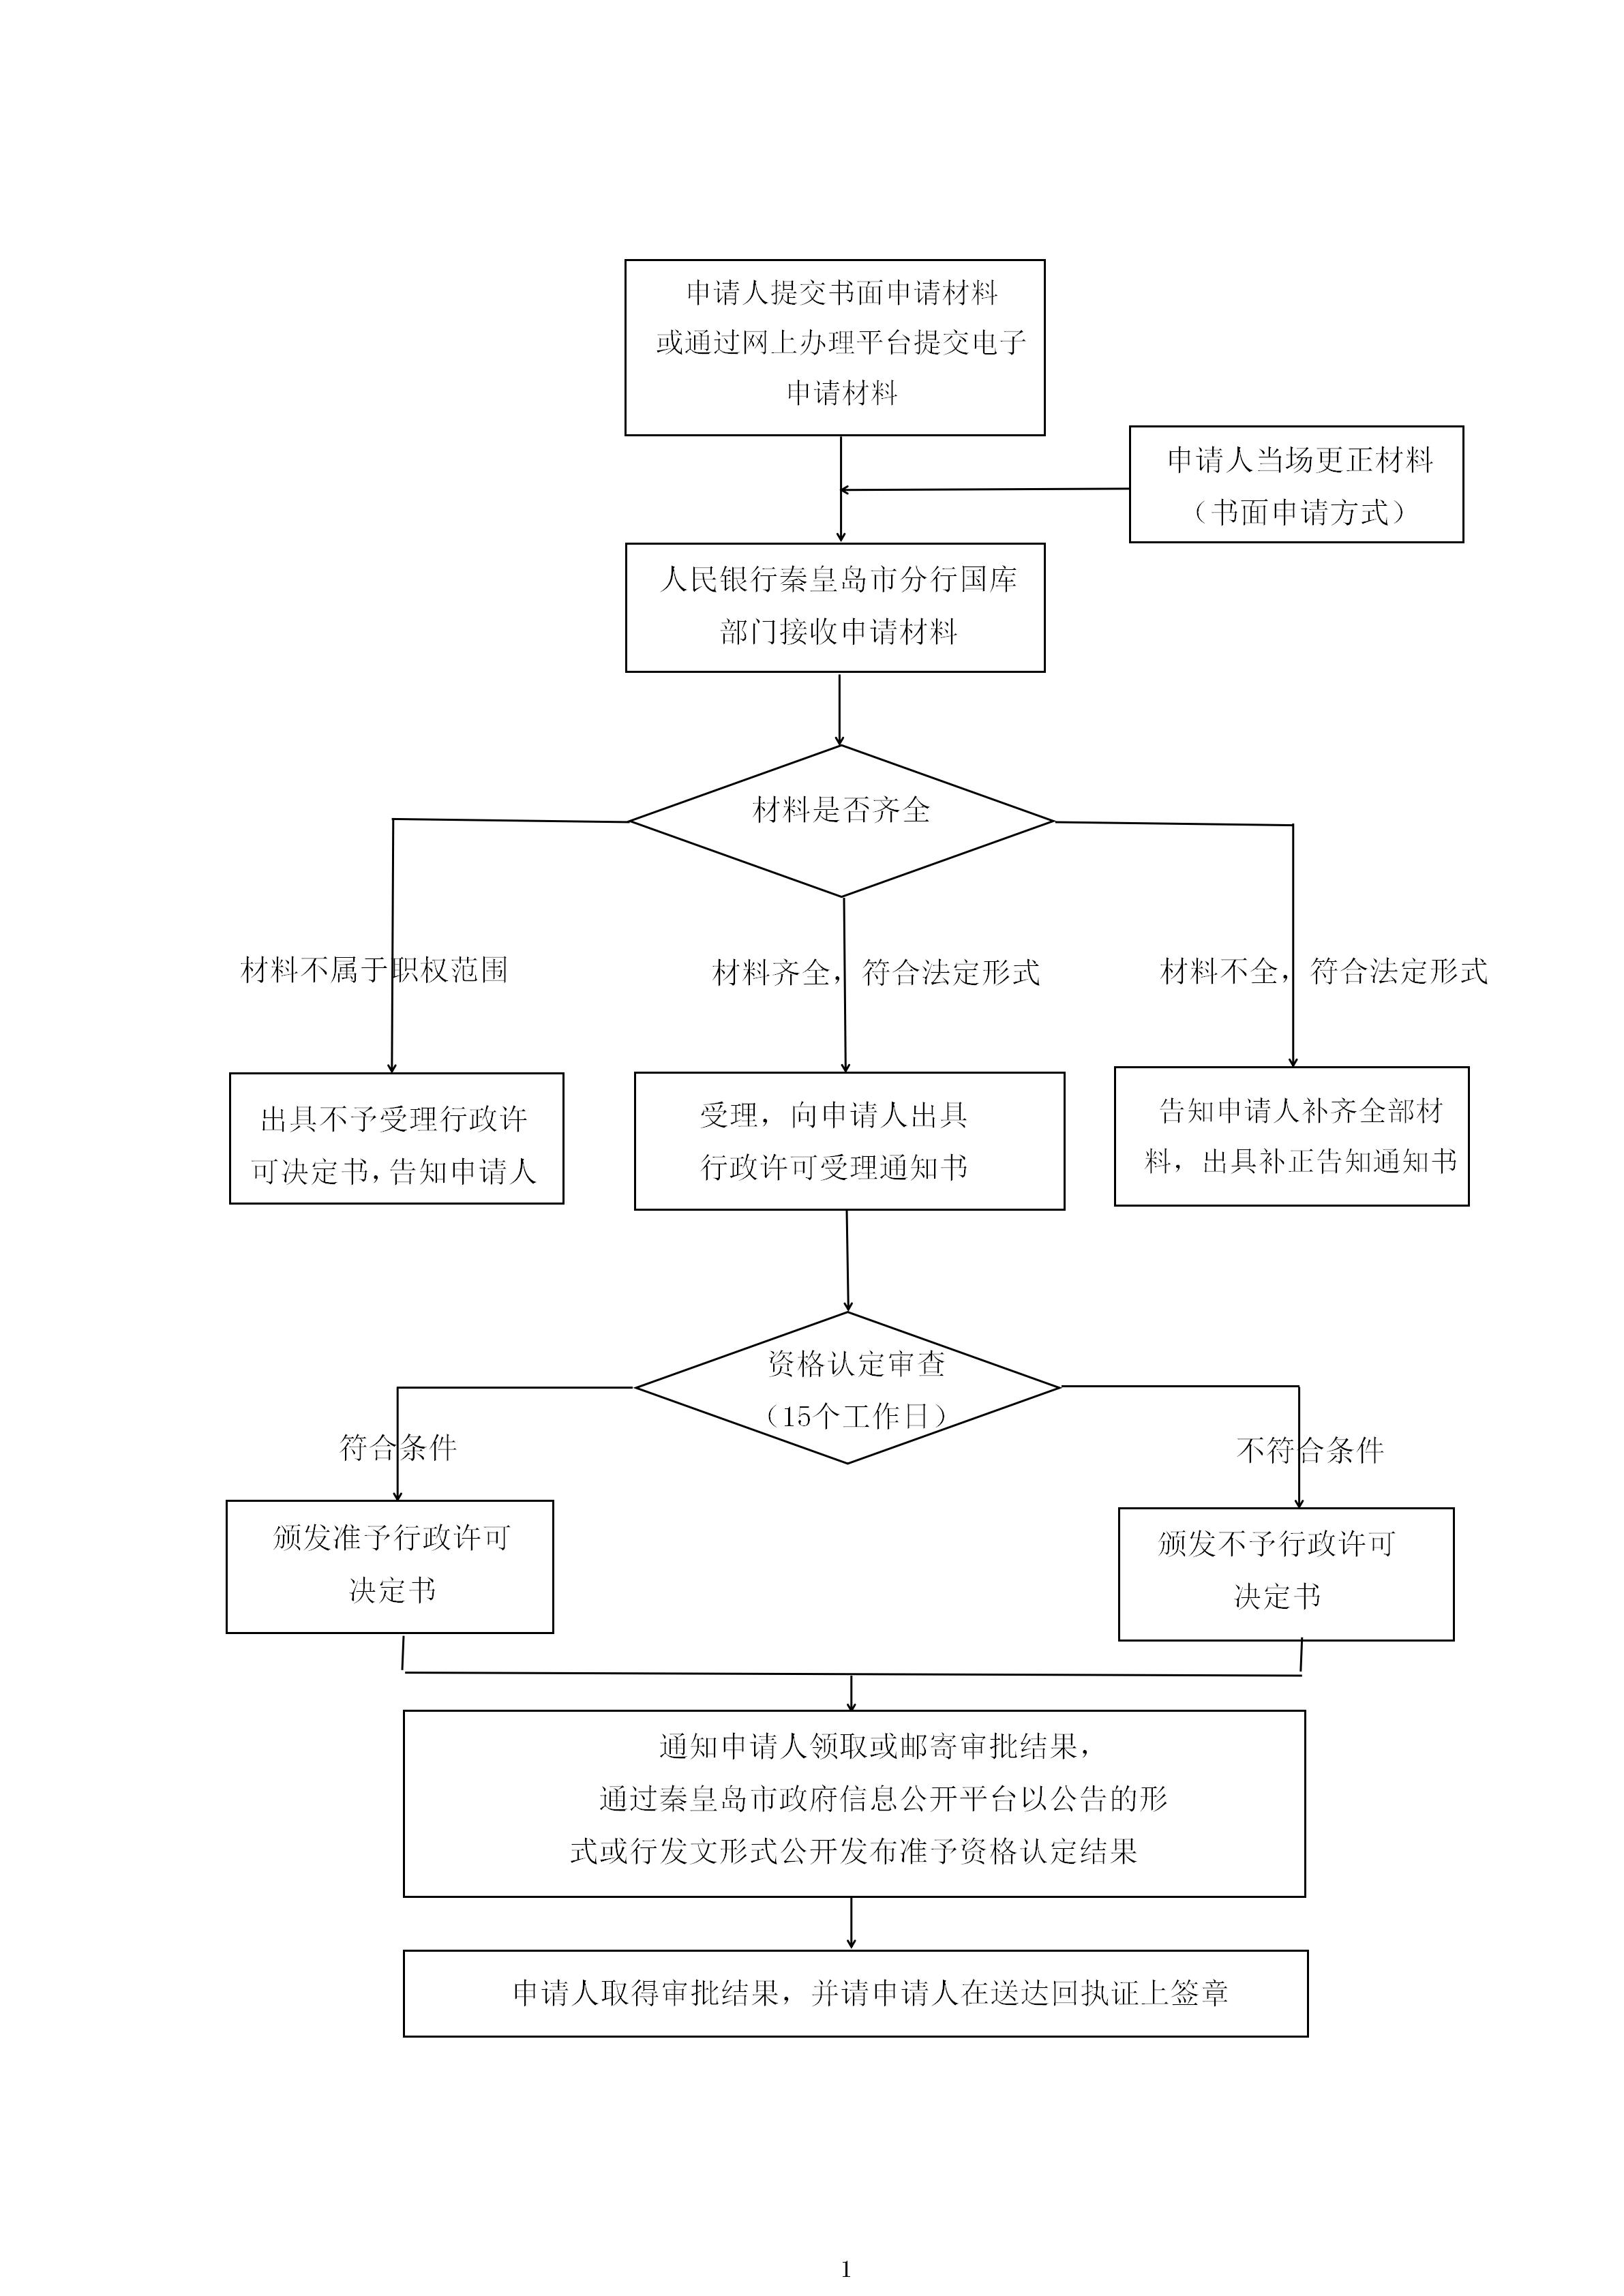 申请人提交书面申请材料
或通过网上办理平台提交电子
申请材料
申请人当场更正材料
（书面申请方式）
人民银行秦皇岛市分行国库
部门接收申请材料
材料是否齐全
材料不属于职权范围
材料齐全，符合法定形式
材料不全，符合法定形式
出具不予受理行政许
可决定书，告知申请人
受理，向申请人出具
行政许可受理通知书
告知申请人补齐全部材
料，出具补正告知通知书
资格认定审查
（15个工作日）
符合条件
不符合条件
颁发准予行政许可
决定书
颁发不予行政许可
决定书
通知申请人领取或邮寄审批结果，
通过秦皇岛市政府信息公开平台以公告的形
式或行发文形式公开发布准予资格认定结果
申请人取得审批结果，并请申请人在送达回执证上签章
1